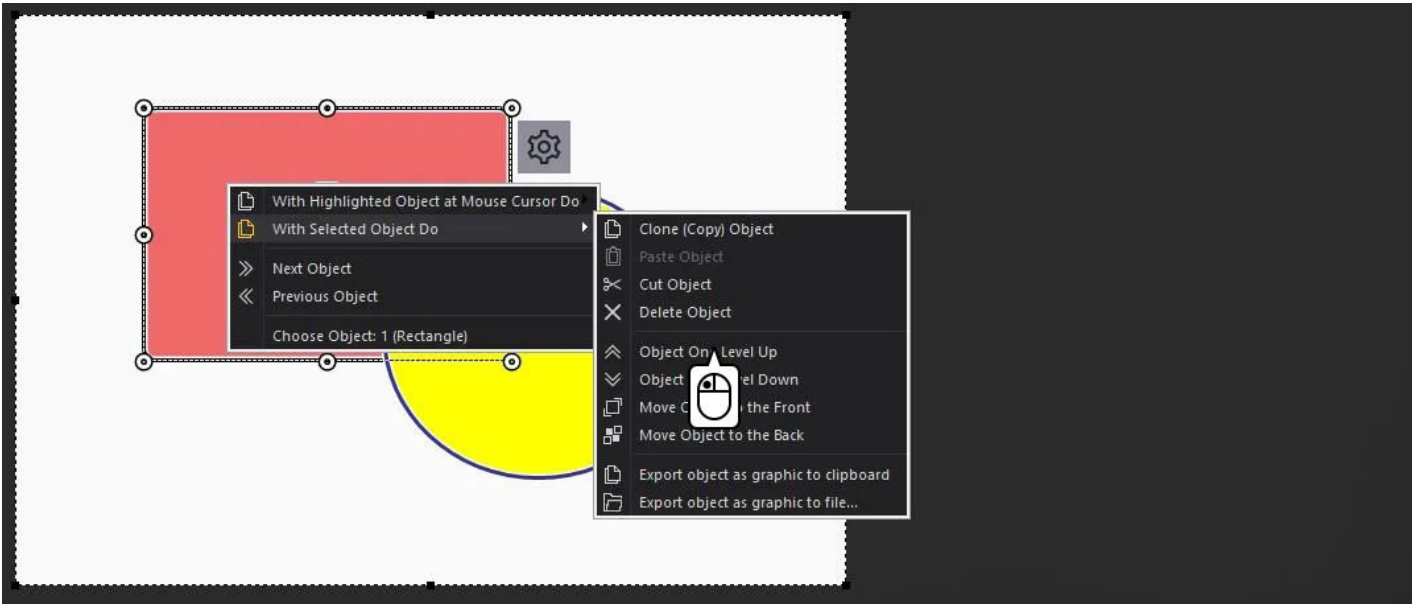 With Highlighted Object at Mouse Cursor Do
With Selected Object Do
Next Object
Previous Object
Choose Object: 1 (Rectangle)
Clone (Copy) Object
Paste Object
Cut Object
Delete Object
Object On Level Up
Object el Down
Move the Front
Move Object to the Back
Export object as graphic to clipboard
Export object as graphic to file...